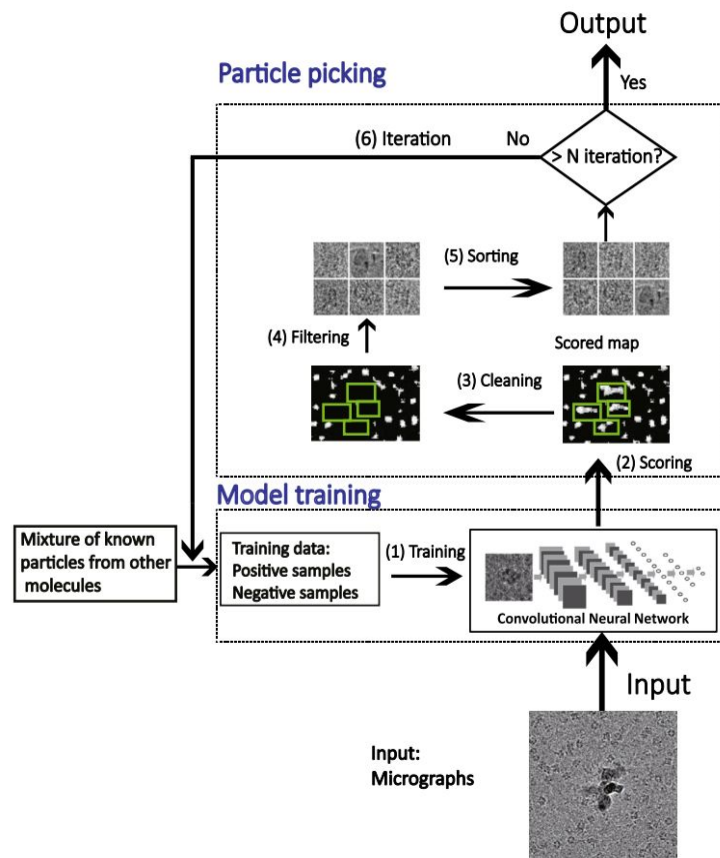 Output
Particle picking
Yes
(6) Iteration
No
> N iteration?
(5) Sorting
(4) Filtering
Scored map
(3) Cleaning
(2) Scoring
Model training
Mixture of known
particles from other
molecules
Training data:
Positive samples
Negative samples
(1) Training
Convolutional Neural Network
Input
Input:
Micrographs